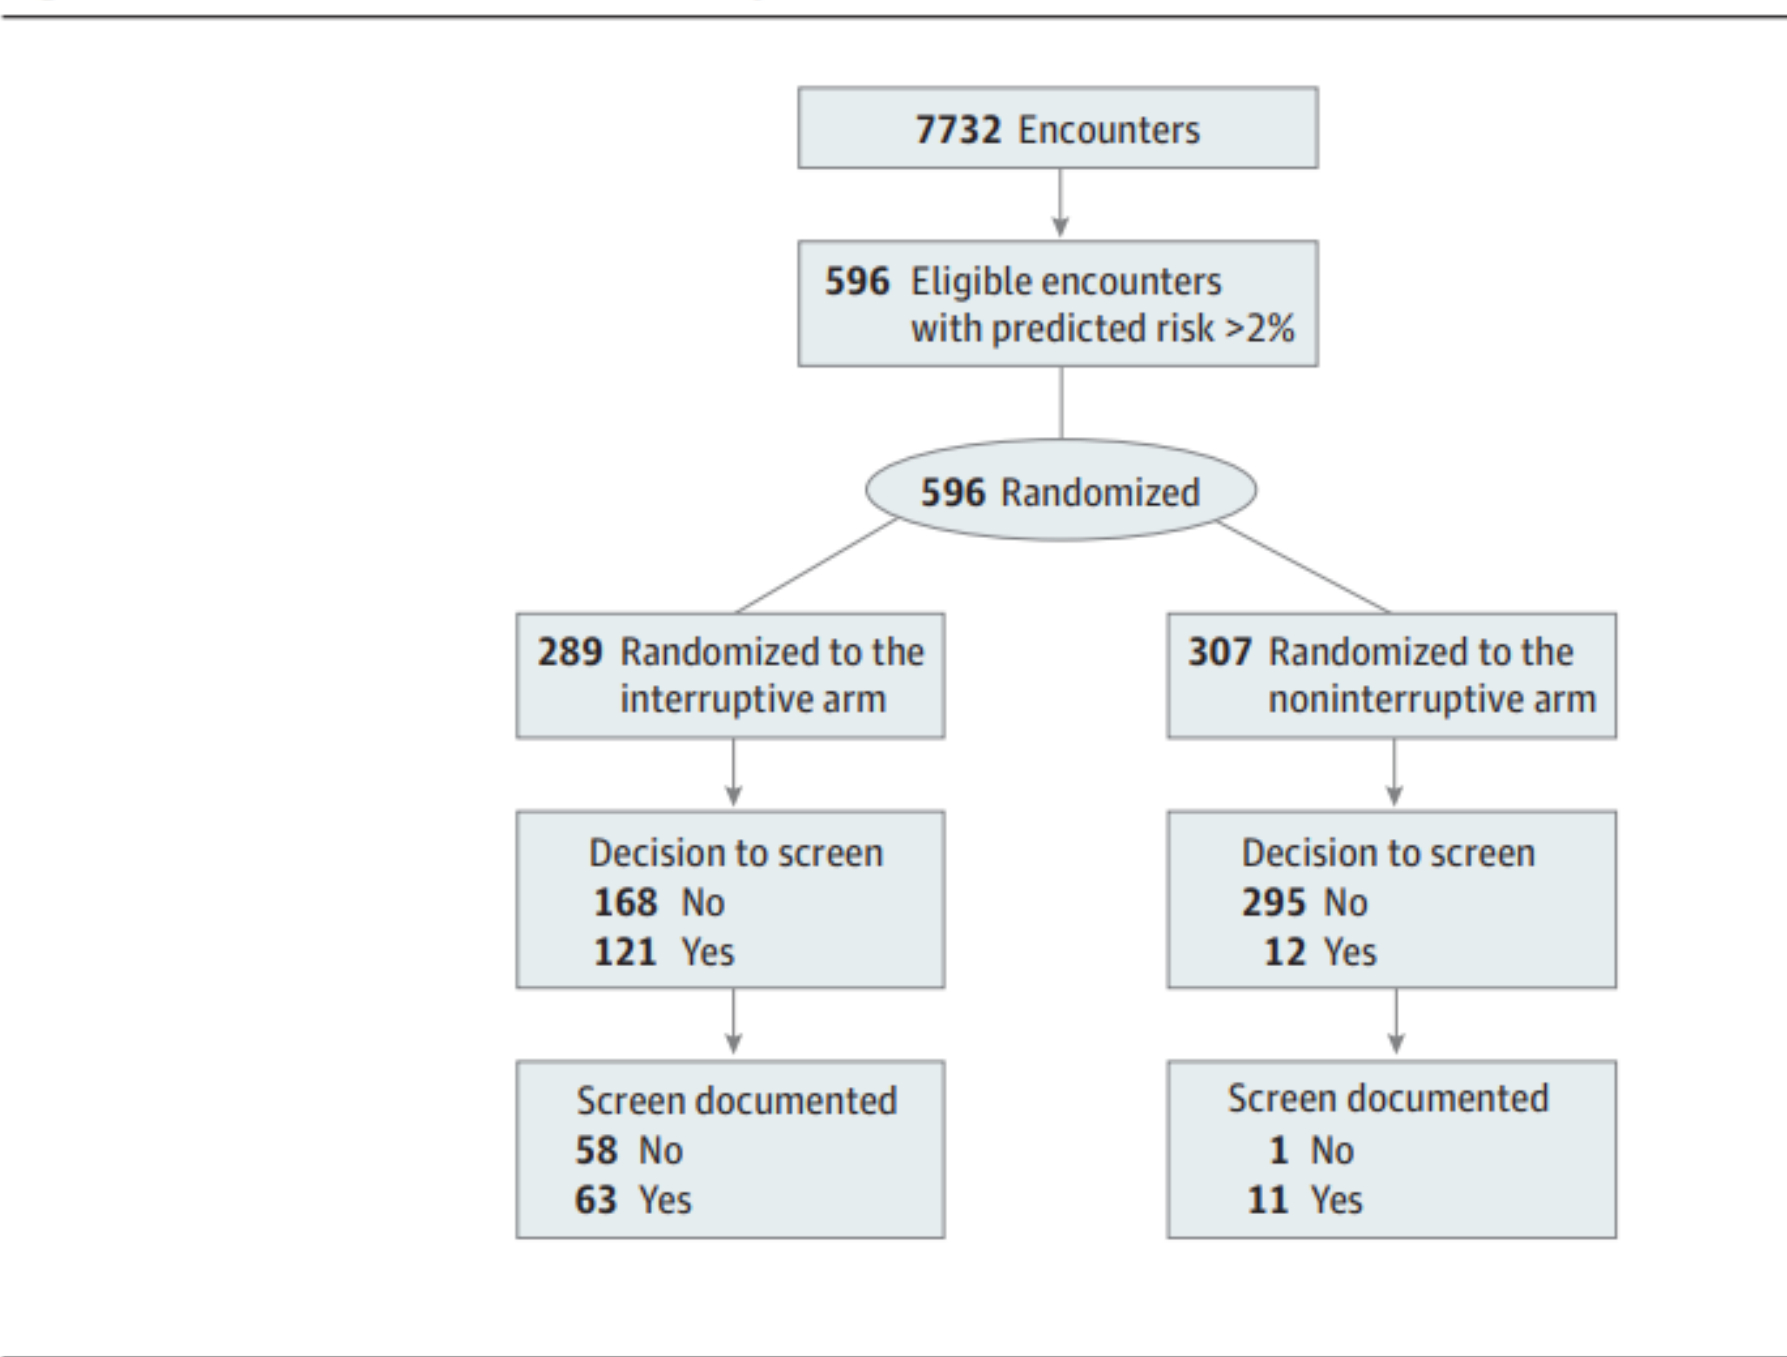 7732 Encounters
596 Eligible encounters
with predicted risk >2%
596 Randomized
289 Randomized to the
interruptive arm
307 Randomized to the
noninterruptive arm
Decision to screen
168 No
121 Yes
Decision to screen
295 No
12 Yes
Screen documented
58 No
63 Yes
Screen documented
1 No
11 Yes